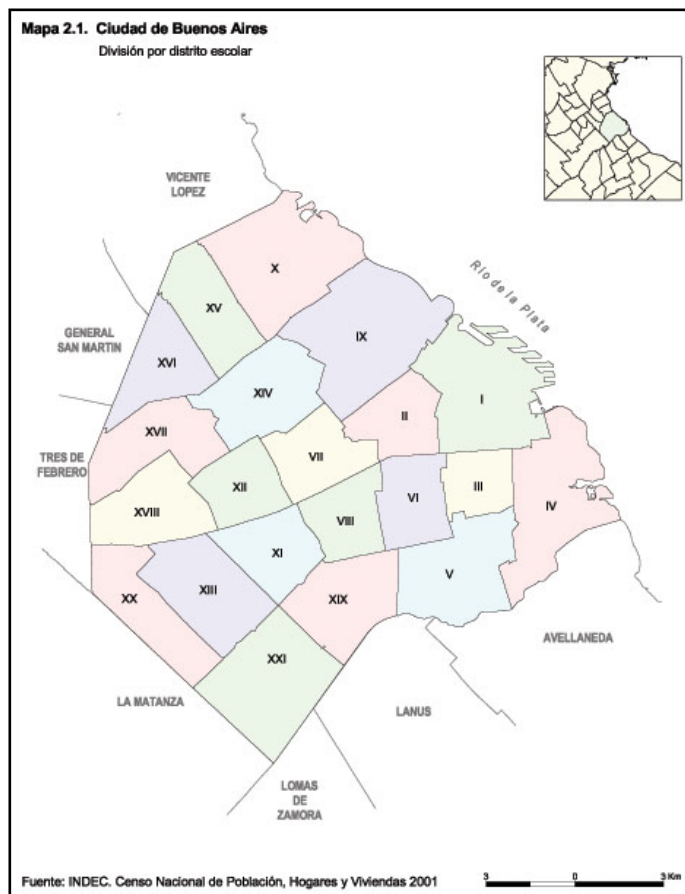 Mapa 2.1. Ciudad de Buenos Aires
División por distrito escolar
VICENTE
LOPEZ
Río de la Plata
X
XV
IX
GENERAL
SAN MARTIN
XVI
XIV
I
II
XVII
VII
TRES DE
FEBRERO
XII
VI
III
IV
XVIII
VIII
XI
V
XX
XIII
XIX
AVELLANEDA
XXI
LA MATANZA
LANUS
LOMAS
DE
ZAMORA
Fuente: INDEC. Censo Nacional de Población, Hogares y Viviendas 2001
3 0 3 Km